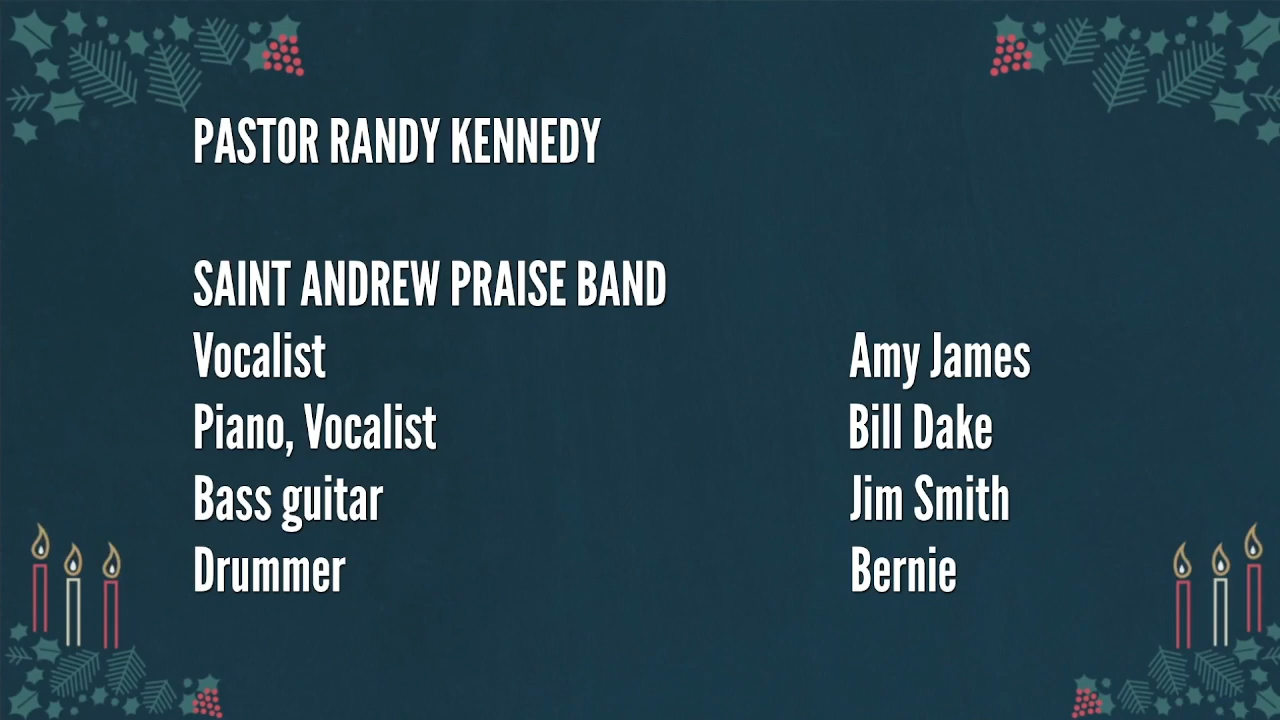 PASTOR RANDY KENNEDY
SAINT ANDREW PRAISE BAND
Vocalist Amy James
Piano, Vocalist Bill Dake
Bass guitar Jim Smith
Drummer Bernie